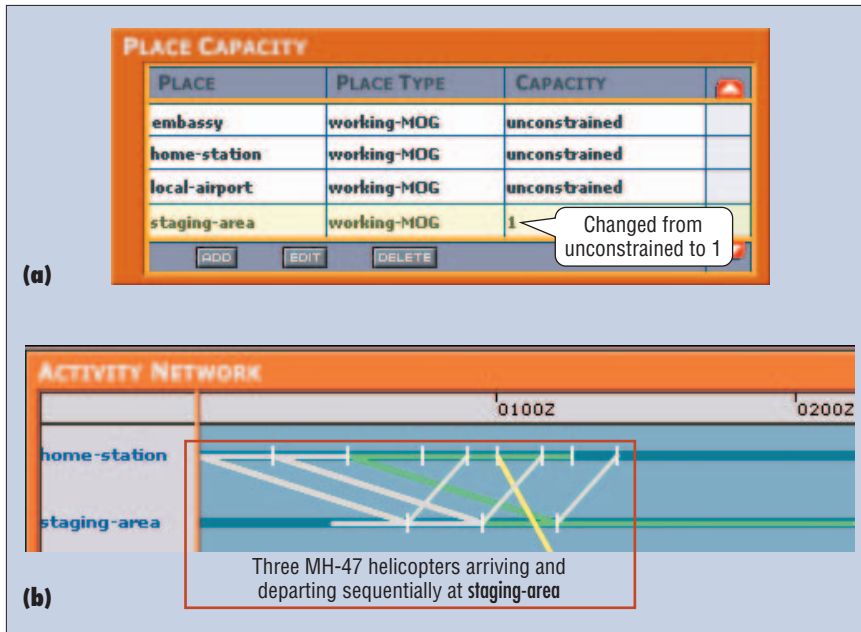 PLACE CAPACITY
PLACE PLACE TYPE CAPACITY
embassy working-MOG unconstrained
home-station working-MOG unconstrained
local-airport working-MOG unconstrained
staging-area working-MOG 1
Changed from
unconstrained to 1
ADD EDIT DELETE
(a)
ACTIVITY NETWORK
0100Z 0200Z
home-station
staging-area
Three MH-47 helicopters arriving and
departing sequentially at staging-area
(b)